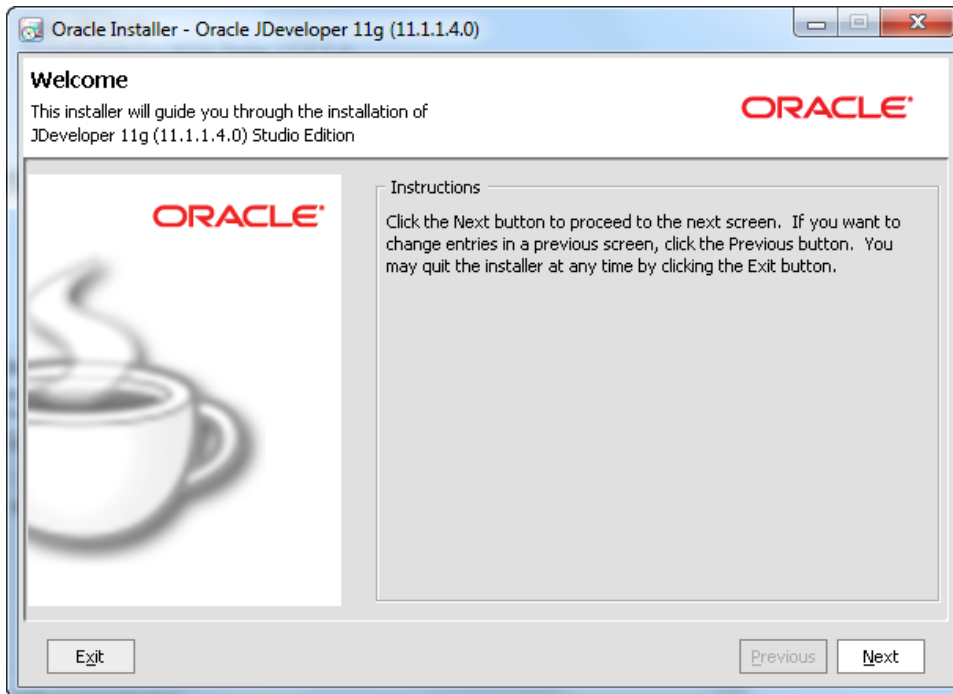 Oracle Installer - Oracle JDeveloper 11g (11.1.1.4.0)
Welcome
This installer will guide you through the installation of
JDeveloper 11g (11.1.1.4.0) Studio Edition
ORACLE
ORACLE
Instructions
Click the Next button to proceed to the next screen. If you want to
change entries in a previous screen, click the Previous button. You
may quit the installer at any time by clicking the Exit button.
Exit
Previous
Next